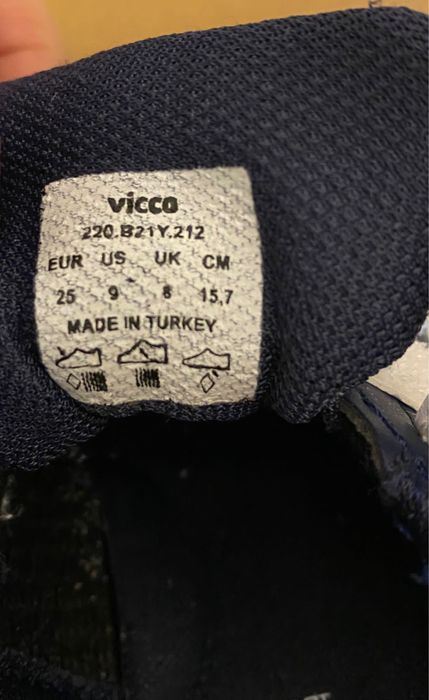 vicco
220.B21Y.212
EUR US UK CM
25 9 8 15,7
MADE IN TURKEY